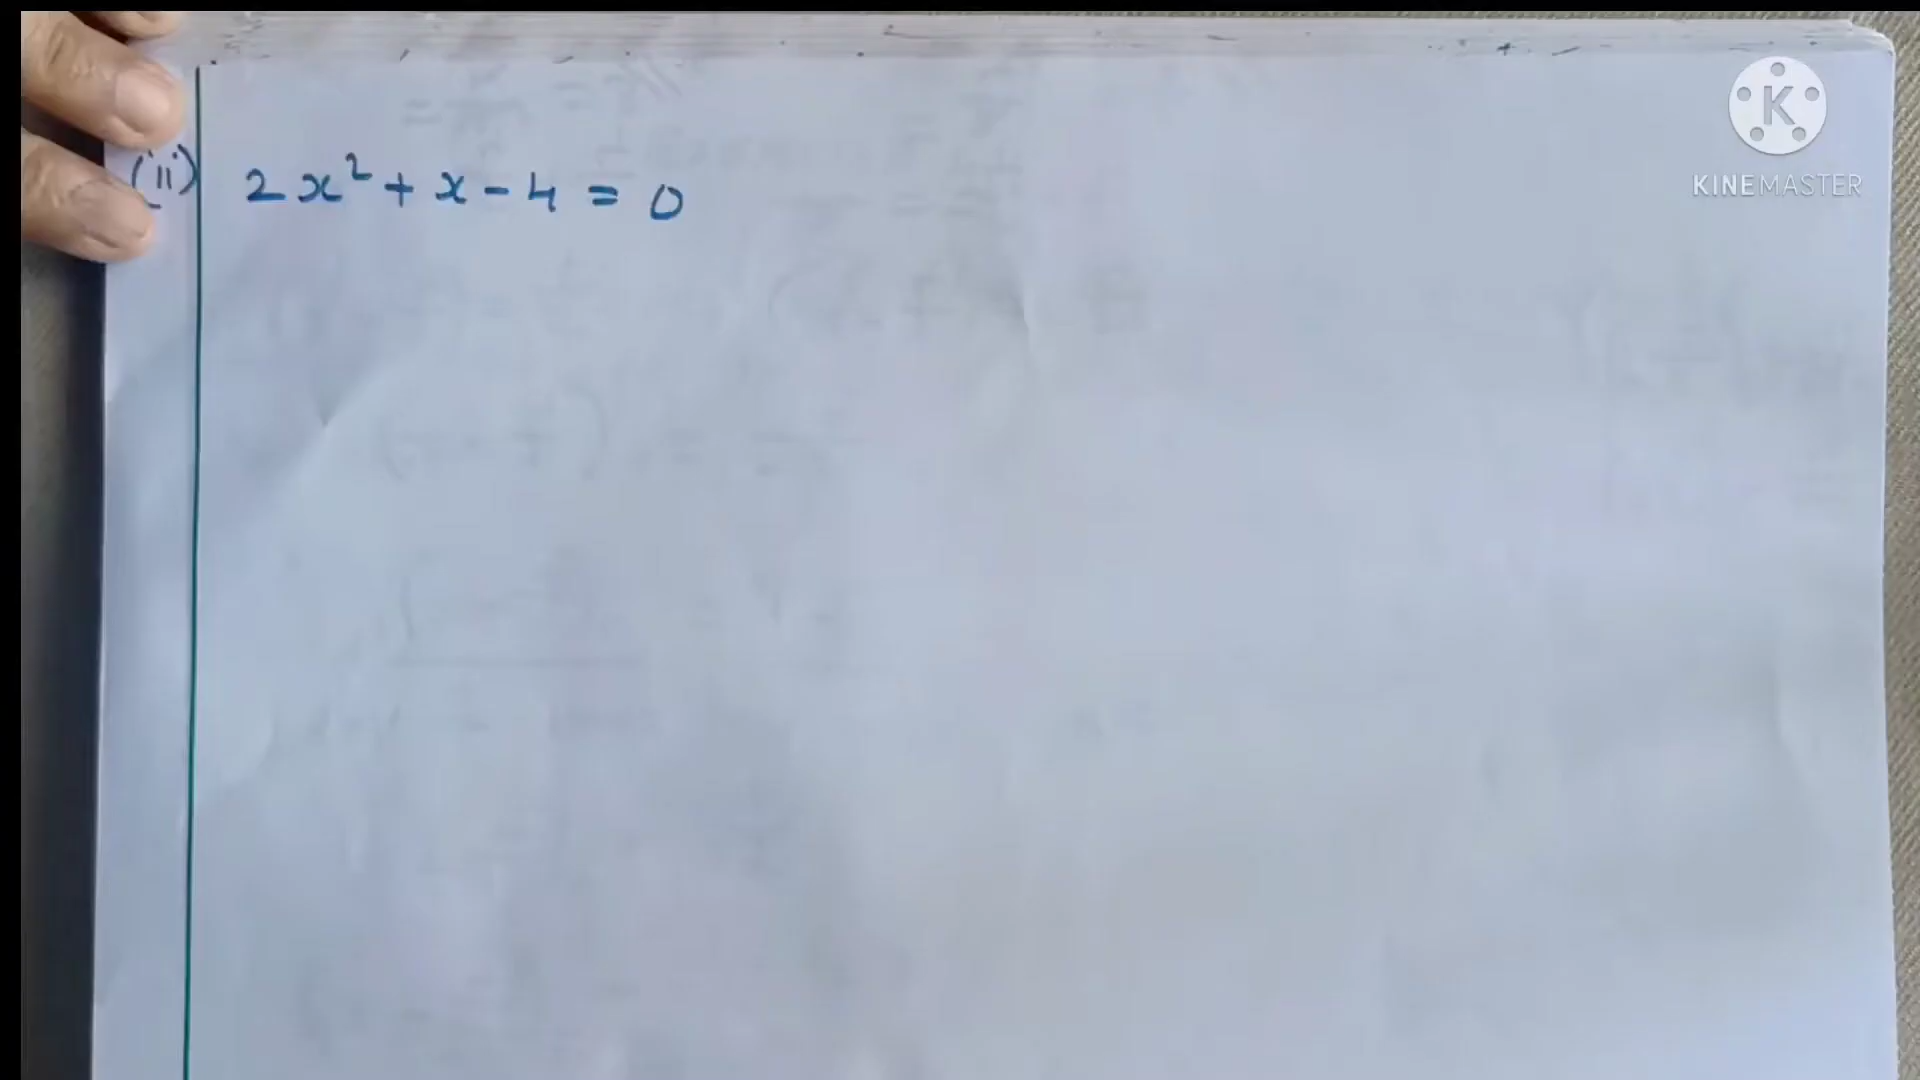 (ii) 2x² + x - 4 = 0
K
KINEMASTER